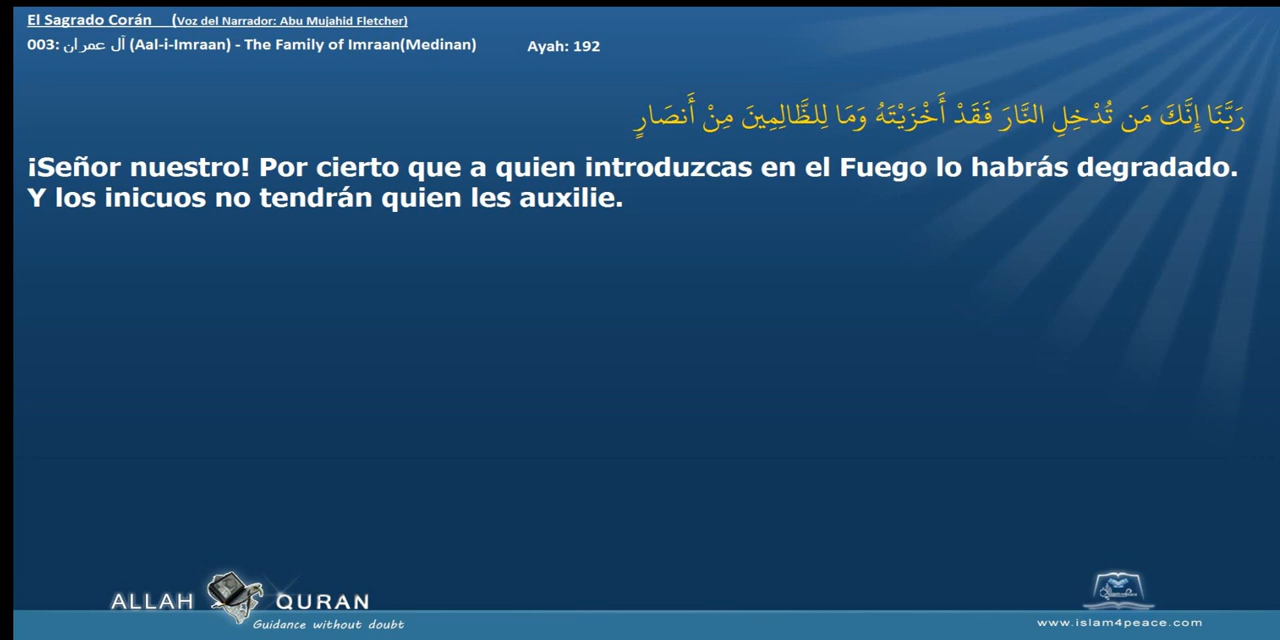 El Sagrado Corán (Voz del Narrador: Abu Mujahid Fletcher)
003: آل عمران (Aal-i-Imraan) - The Family of Imraan(Medinan) Ayah: 192
رَبَّنَا إِنَّكَ مَن تُدْخِلِ النَّارَ فَقَدْ أَخْزَيْتَهُ وَمَا لِلظَّالِمِينَ مِنْ أَنصَارٍ
¡Señor nuestro! Por cierto que a quien introduzcas en el Fuego lo habrás degradado.
Y los inicuos no tendrán quien les auxilie.
ALLAH QURAN
Guidance without doubt
www.islam4peace.com